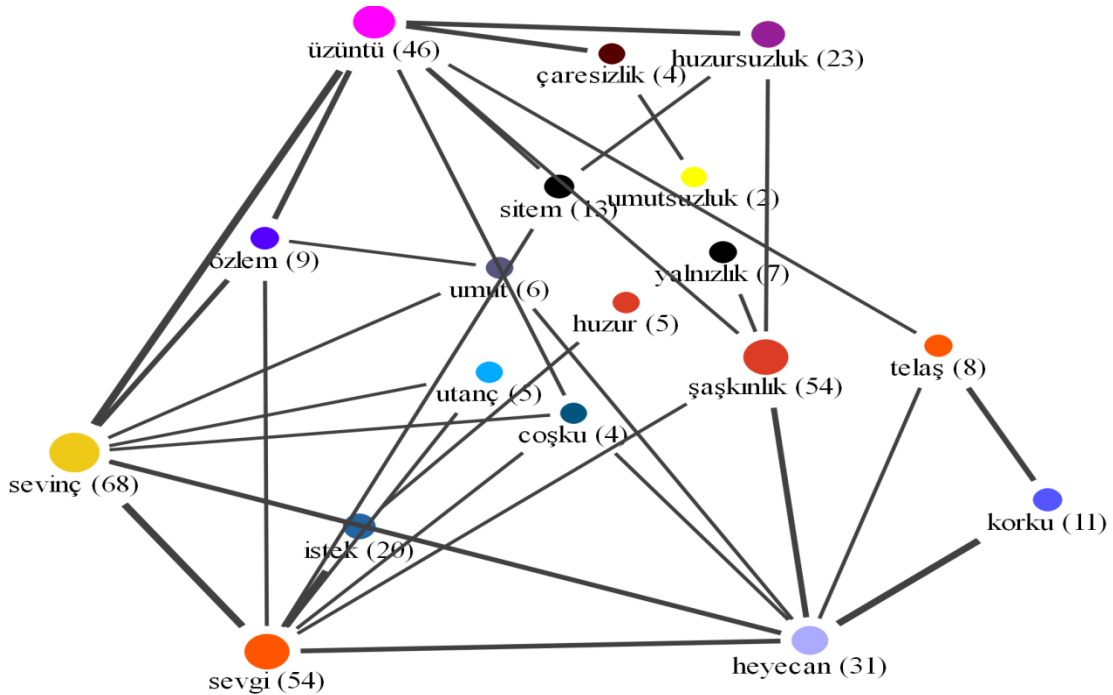 üzüntü (46)
huzursuzluk (23)
çaresizlik (4)
umutsuzluk (2)
sitem (13)
özlem (9)
yalnızlık (7)
umut (6)
huzur (5)
telaş (8)
şaşkınlık (54)
utanç (5)
coşku (4)
sevinç (68)
korku (11)
istek (20)
heyecan (31)
sevgi (54)